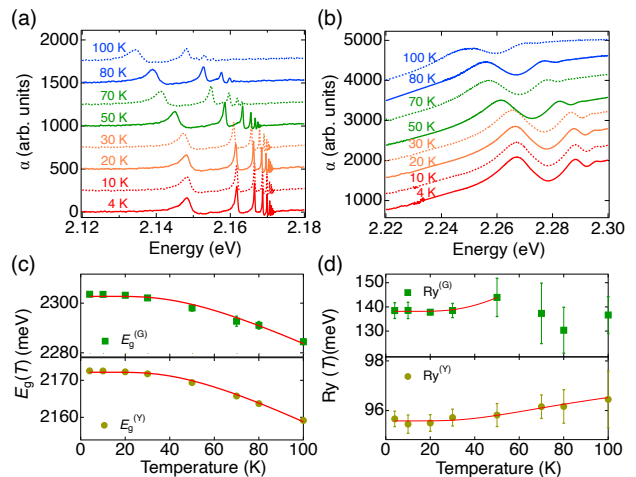 (a)
2000
1500
1000
500
0
α (arb. units)
100 K
80 K
70 K
50 K
30 K
20 K
10 K
4 K
2.12 2.14 2.16 2.18
Energy (eV)
(b)
5000
4000
3000
2000
1000
α (arb. units)
100 K
80 K
70 K
50 K
30 K
20 K
10 K
4 K
2.22 2.24 2.26 2.28 2.30
Energy (eV)
(c)
2300
2280
2170
2160
E_g(T) (meV)
E_g^(G)
E_g^(Y)
0 20 40 60 80 100
Temperature (K)
(d)
150
140
130
98
96
Ry (T)(meV)
Ry^(G)
Ry^(Y)
0 20 40 60 80 100
Temperature (K)